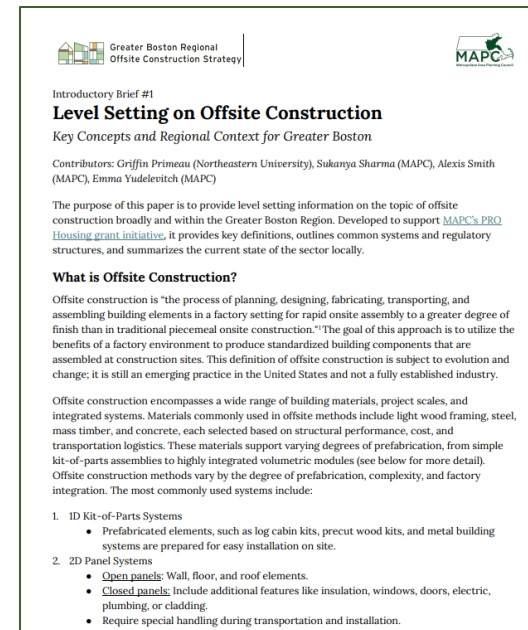 Greater Boston Regional
Offsite Construction Strategy
MAPC
Metropolitan Area Planning Council
Introductory Brief #1
Level Setting on Offsite Construction
Key Concepts and Regional Context for Greater Boston
Contributors: Griffin Primeau (Northeastern University), Sukanya Sharma (MAPC), Alexis Smith
(MAPC), Emma Yudelevitch (MAPC)
The purpose of this paper is to provide level setting information on the topic of offsite
construction broadly and within the Greater Boston Region. Developed to support MAPC's PRO
Housing grant initiative, it provides key definitions, outlines common systems and regulatory
structures, and summarizes the current state of the sector locally.
What is Offsite Construction?
Offsite construction is "the process of planning, designing, fabricating, transporting, and
assembling building elements in a factory setting for rapid onsite assembly to a greater degree of
finish than in traditional piecemeal onsite construction."1 The goal of this approach is to utilize the
benefits of a factory environment to produce standardized building components that are
assembled at construction sites. This definition of offsite construction is subject to evolution and
change; it is still an emerging practice in the United States and not a fully established industry.
Offsite construction encompasses a wide range of building materials, project scales, and
integrated systems. Materials commonly used in offsite methods include light wood framing, steel,
mass timber, and concrete, each selected based on structural performance, cost, and
transportation logistics. These materials support varying degrees of prefabrication, from simple
kit-of-parts assemblies to highly integrated volumetric modules (see below for more detail).
Offsite construction methods vary by the degree of prefabrication, complexity, and factory
integration. The most commonly used systems include:
1. 1D Kit-of-Parts Systems
● Prefabricated elements, such as log cabin kits, precut wood kits, and metal building
systems are prepared for easy installation on site.
2. 2D Panel Systems
● Open panels: Wall, floor, and roof elements.
● Closed panels: Include additional features like insulation, windows, doors, electric,
plumbing, or cladding.
● Require special handling during transportation and installation.